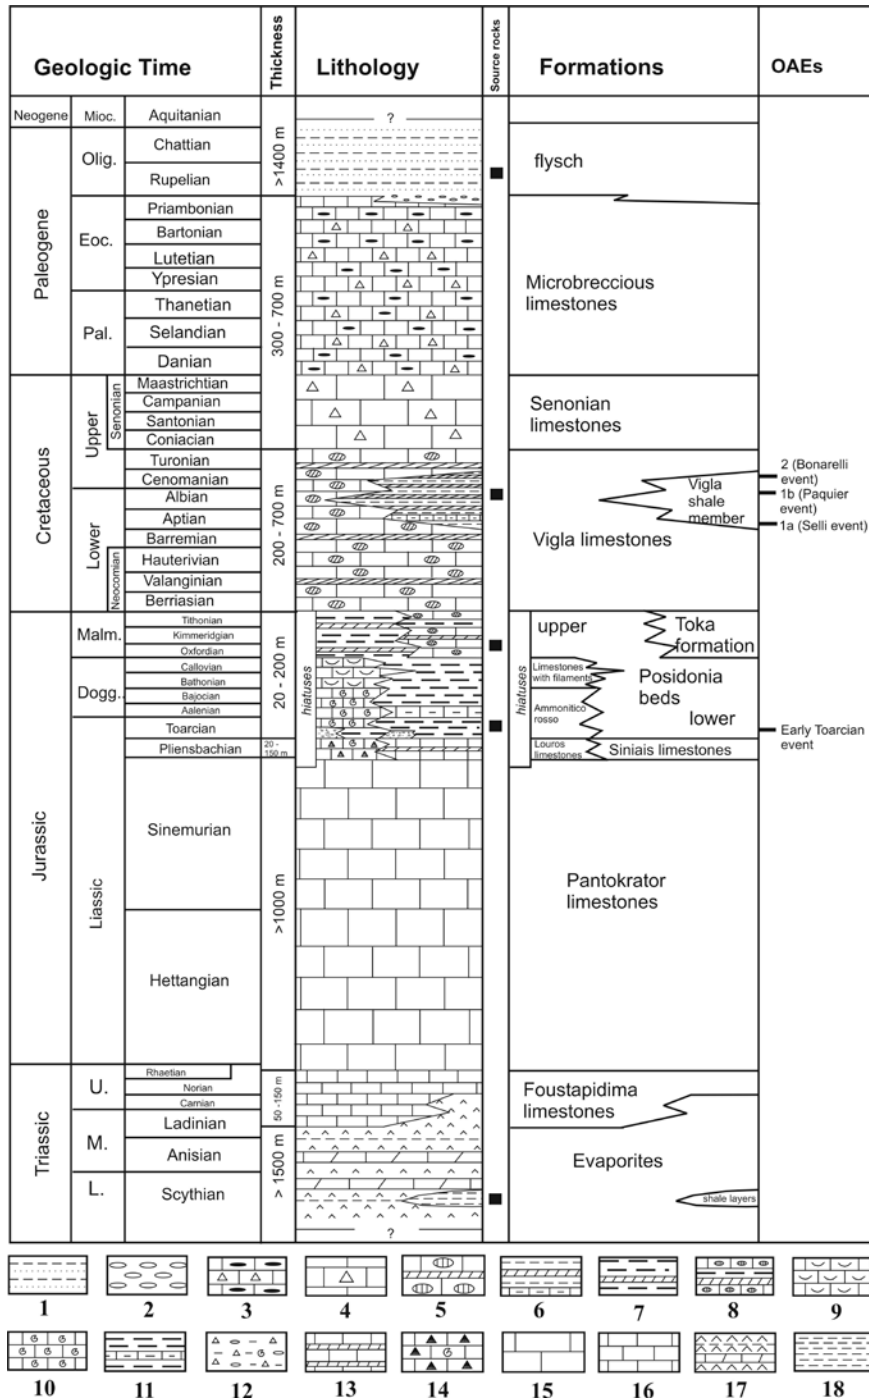 Geologic Time
Thickness
Lithology
Source rocks
Formations
OAEs
Neogene
Mioc.
Aquitanian
?
Paleogene
Olig.
Chattian
Rupelian
>1400 m
flysch
Eoc.
Priambonian
Bartonian
Lutetian
Ypresian
Pal.
Thanetian
Selandian
Danian
300 - 700 m
Microbreccious
limestones
Cretaceous
Upper
Senonian
Maastrichtian
Campanian
Santonian
Coniacian
Senonian
limestones
Turonian
Cenomanian
Lower
Albian
Aptian
Barremian
Neocomian
Hauterivian
Valanginian
Berriasian
200 - 700 m
Vigla limestones
Vigla
shale
member
2 (Bonarelli
event)
1b (Paquier
event)
1a (Selli event)
Jurassic
Malm.
Tithonian
Kimmeridgian
Oxfordian
Dogg..
Callovian
Bathonian
Bajocian
Aalenian
Liassic
Toarcian
Pliensbachian
Sinemurian
Hettangian
20 - 200 m
20 -
150 m
>1000 m
hiatuses
hiatuses
upper
Toka
formation
Limestones
with filaments
Posidonia
beds
Ammonitico
rosso
lower
Louros
limestones
Siniais limestones
Early Toarcian
event
Pantokrator
limestones
Triassic
U.
Rhaetian
Norian
Carnian
M.
Ladinian
Anisian
L.
Scythian
50 -150 m
> 1500 m
?
Foustapidima
limestones
Evaporites
shale layers
1
2
3
4
5
6
7
8
9
10
11
12
13
14
15
16
17
18